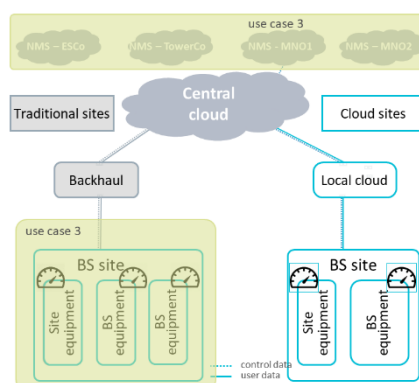 use case 3
NMS – ESCo NMS – TowerCo NMS - MNO1 NMS – MNO2
Central
cloud
Traditional sites
Cloud sites
Backhaul
Local cloud
use case 3
BS site
Site
equipment
BS
equipment
BS
equipment
BS site
Site
equipment
BS
equipment
control data
user data